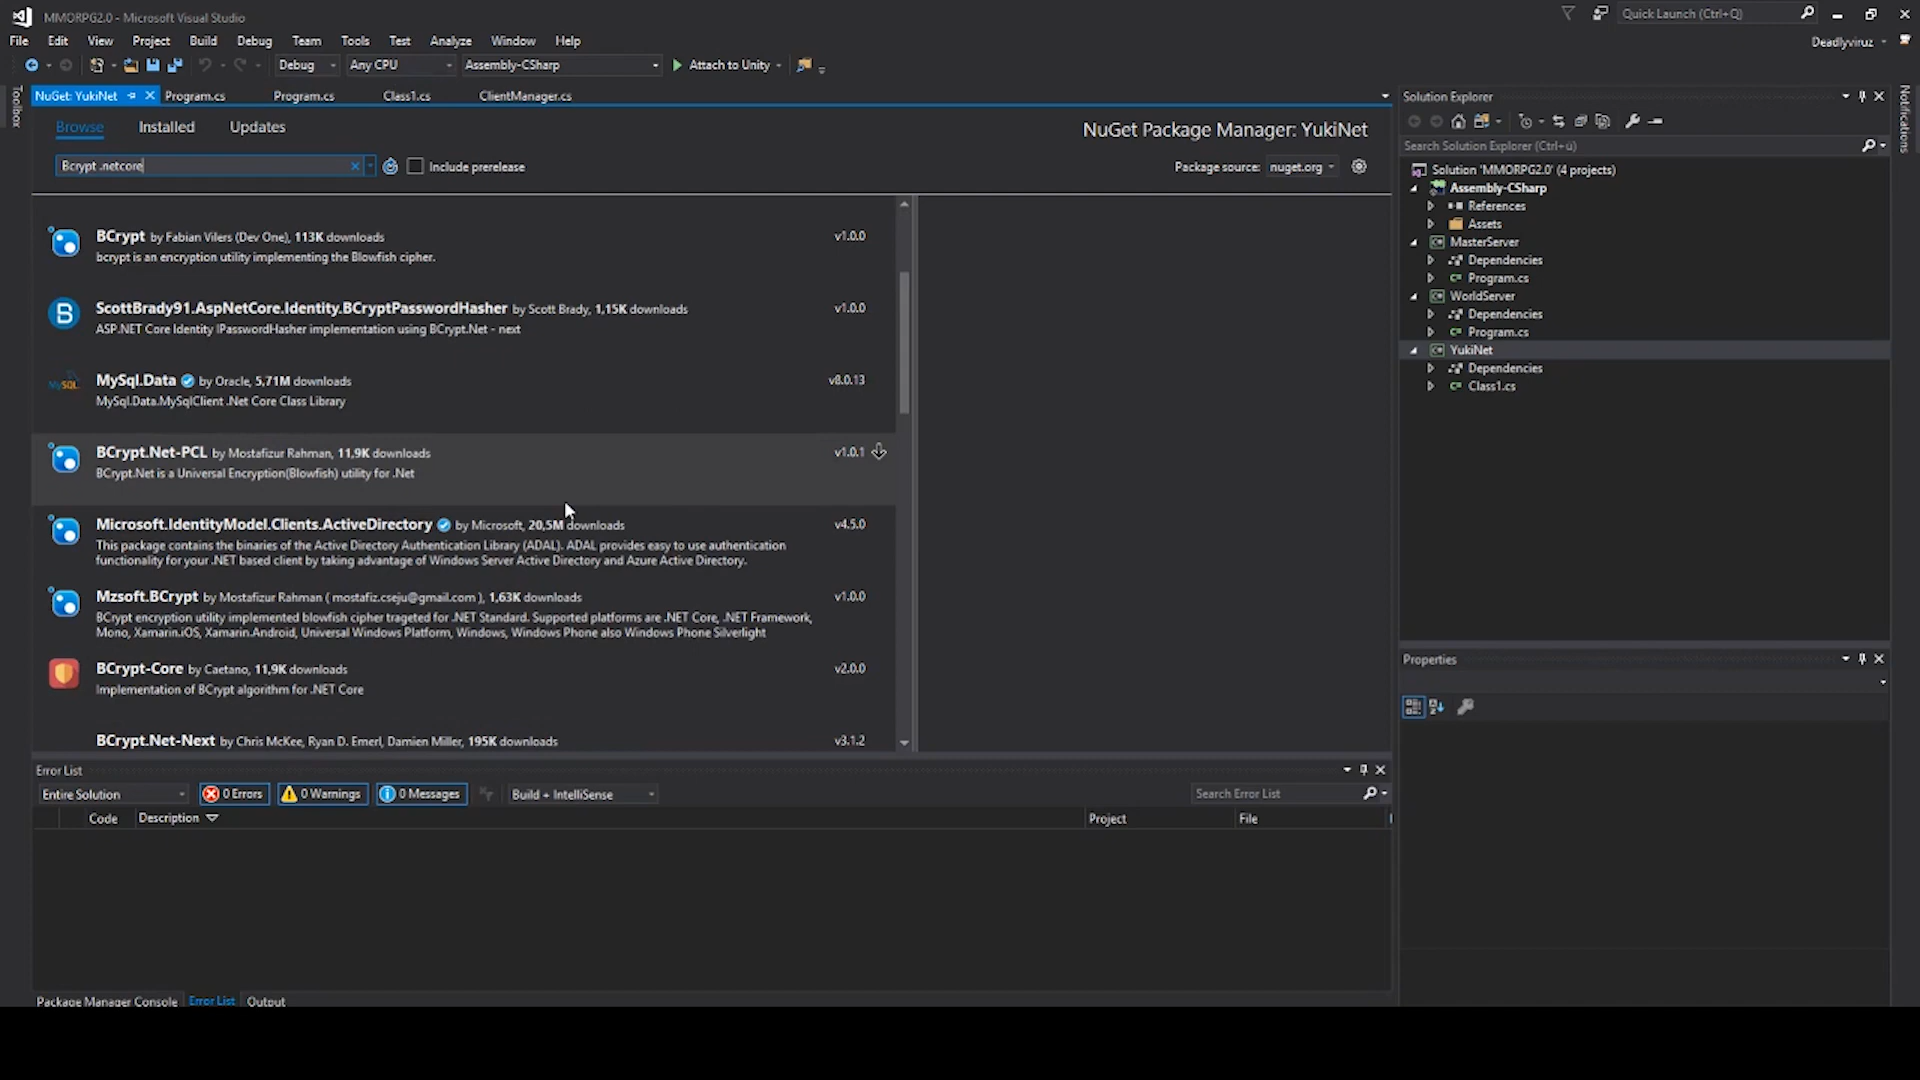 MMORPG2.0 - Microsoft Visual Studio
Quick Launch (Ctrl+Q)
File Edit View Project Build Debug Team Tools Test Analyze Window Help
Deadlyviruz
Debug Any CPU Assembly-CSharp Attach to Unity
Toolbox
NuGet: YukiNet Program.cs Program.cs Class1.cs ClientManager.cs
Browse Installed Updates
NuGet Package Manager: YukiNet
Bcrypt .netcore
Include prerelease
Package source: nuget.org
BCrypt by Fabian Vilers (Dev One), 113K downloads v1.0.0
bcrypt is an encryption utility implementing the Blowfish cipher.
ScottBrady91.AspNetCore.Identity.BCryptPasswordHasher by Scott Brady, 1,15K downloads v1.0.0
ASP.NET Core Identity IPasswordHasher implementation using BCrypt.Net - next
MySql.Data by Oracle, 5,71M downloads v8.0.13
MySql.Data.MySqlClient .Net Core Class Library
BCrypt.Net-PCL by Mostafizur Rahman, 11,9K downloads v1.0.1
BCrypt.Net is a Universal Encryption(Blowfish) utility for .Net
Microsoft.IdentityModel.Clients.ActiveDirectory by Microsoft, 20,5M downloads v4.5.0
This package contains the binaries of the Active Directory Authentication Library (ADAL). ADAL provides easy to use authentication
functionality for your .NET based client by taking advantage of Windows Server Active Directory and Azure Active Directory.
Mzsoft.BCrypt by Mostafizur Rahman ( mostafiz.cseju@gmail.com ), 1,63K downloads v1.0.0
BCrypt encryption utility implemented blowfish cipher trageted for .NET Standard. Supported platforms are .NET Core, .NET Framework,
Mono, Xamarin.iOS, Xamarin.Android, Universal Windows Platform, Windows, Windows Phone also Windows Phone Silverlight
BCrypt-Core by Caetano, 11,9K downloads v2.0.0
Implementation of BCrypt algorithm for .NET Core
BCrypt.Net-Next by Chris McKee, Ryan D. Emerl, Damien Miller, 195K downloads v3.1.2
Error List
Entire Solution 0 Errors 0 Warnings 0 Messages Build + IntelliSense Search Error List
Code Description Project File
Package Manager Console Error List Output
Solution Explorer
Search Solution Explorer (Ctrl+ù)
Solution 'MMORPG2.0' (4 projects)
Assembly-CSharp
References
Assets
MasterServer
Dependencies
Program.cs
WorldServer
Dependencies
Program.cs
YukiNet
Dependencies
Class1.cs
Properties
Notifications